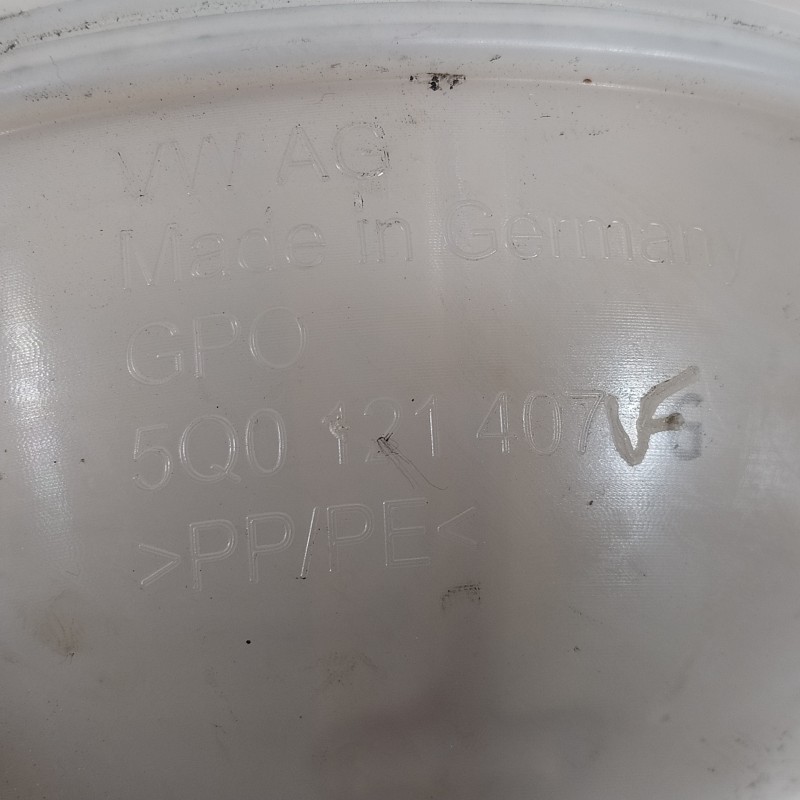 VW AG
Made in Germany
GPO
5Q0 121 407
>PP/PE<